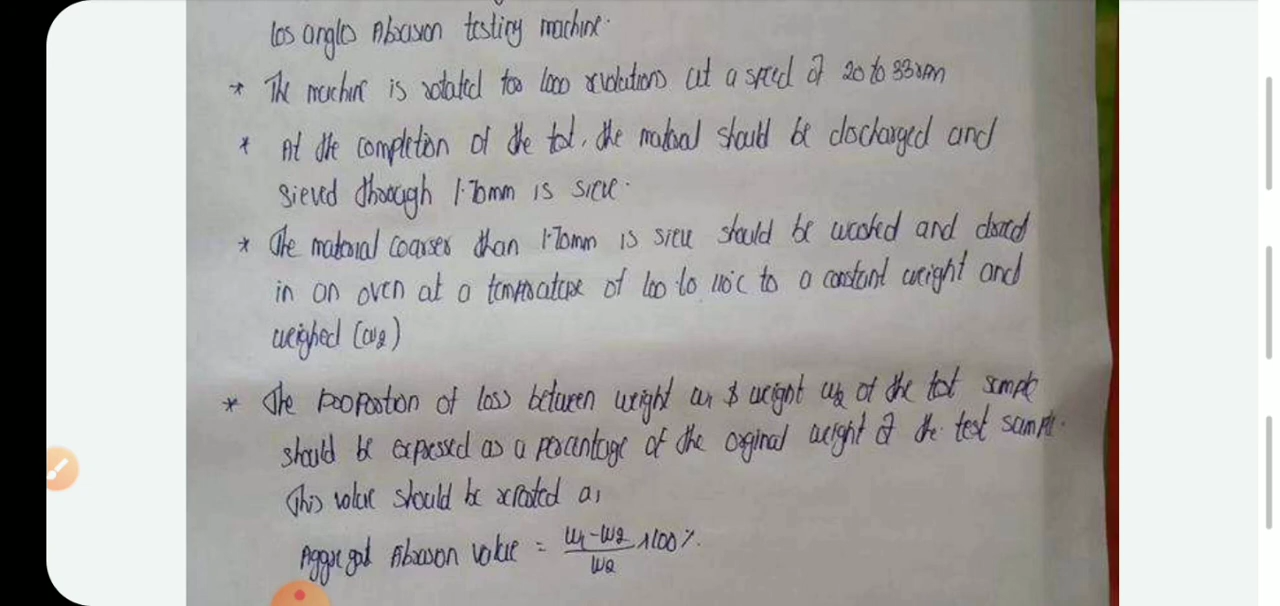 los angles Abrasion testing machine.
* The machine is rotated for 1000 revolutions at a speed of 20 to 33 rpm
* At the completion of the test, the material should be discharged and
sieved through 1.70mm is sieve.
* The material coarser than 1.70mm is sieve should be washed and dried
in an oven at a temperature of 100 to 110°c to a constant weight and
weighed (w2)
* The proportion of loss between weight w1 & weight w2 of the test sample
should be expressed as a percentage of the orginal weight of the test sample.
This value should be reported as,
Aggregat Abrasion value = w1-w2/w2 ×100%.